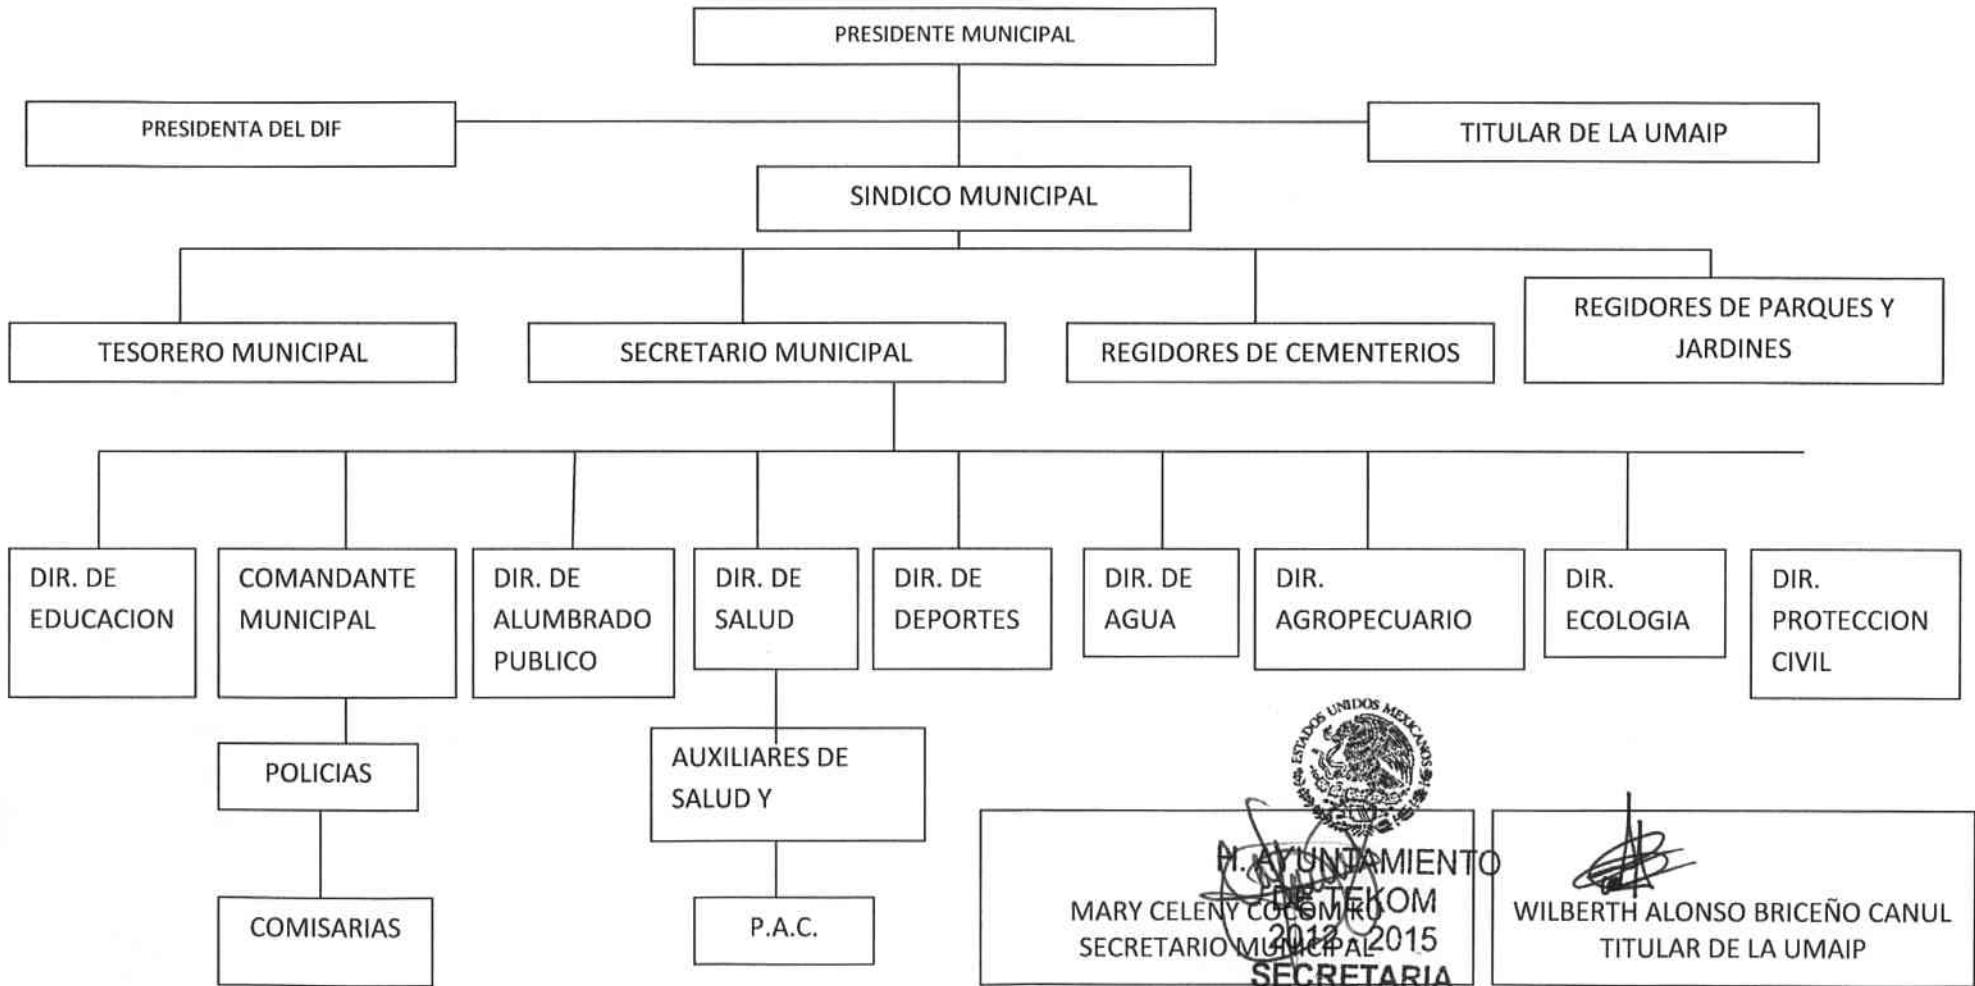 PRESIDENTE MUNICIPAL
PRESIDENTA DEL DIF
TITULAR DE LA UMAIP
SINDICO MUNICIPAL
TESORERO MUNICIPAL
SECRETARIO MUNICIPAL
REGIDORES DE CEMENTERIOS
REGIDORES DE PARQUES Y
JARDINES
DIR. DE
EDUCACION
COMANDANTE
MUNICIPAL
DIR. DE
ALUMBRADO
PUBLICO
DIR. DE
SALUD
DIR. DE
DEPORTES
DIR. DE
AGUA
DIR.
AGROPECUARIO
DIR.
ECOLOGIA
DIR.
PROTECCION
CIVIL
POLICIAS
COMISARIAS
AUXILIARES DE
SALUD Y
P.A.C.
ESTADOS UNIDOS MEXICANOS
H. AYUNTAMIENTO
DE TEKOM
2012 - 2015
SECRETARIA
MARY CELENY COCOM
SECRETARIO MUNICIPAL
WILBERTH ALONSO BRICEÑO CANUL
TITULAR DE LA UMAIP